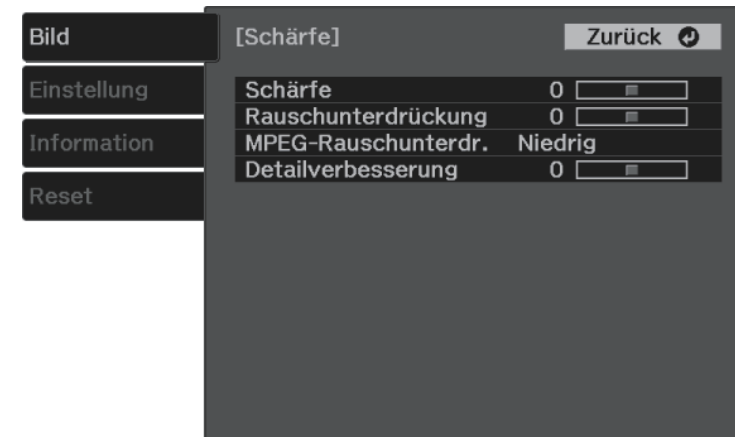 Bild
Einstellung
Information
Reset
[Schärfe]
Zurück
Schärfe 0
Rauschunterdrückung 0
MPEG-Rauschunterdr. Niedrig
Detailverbesserung 0